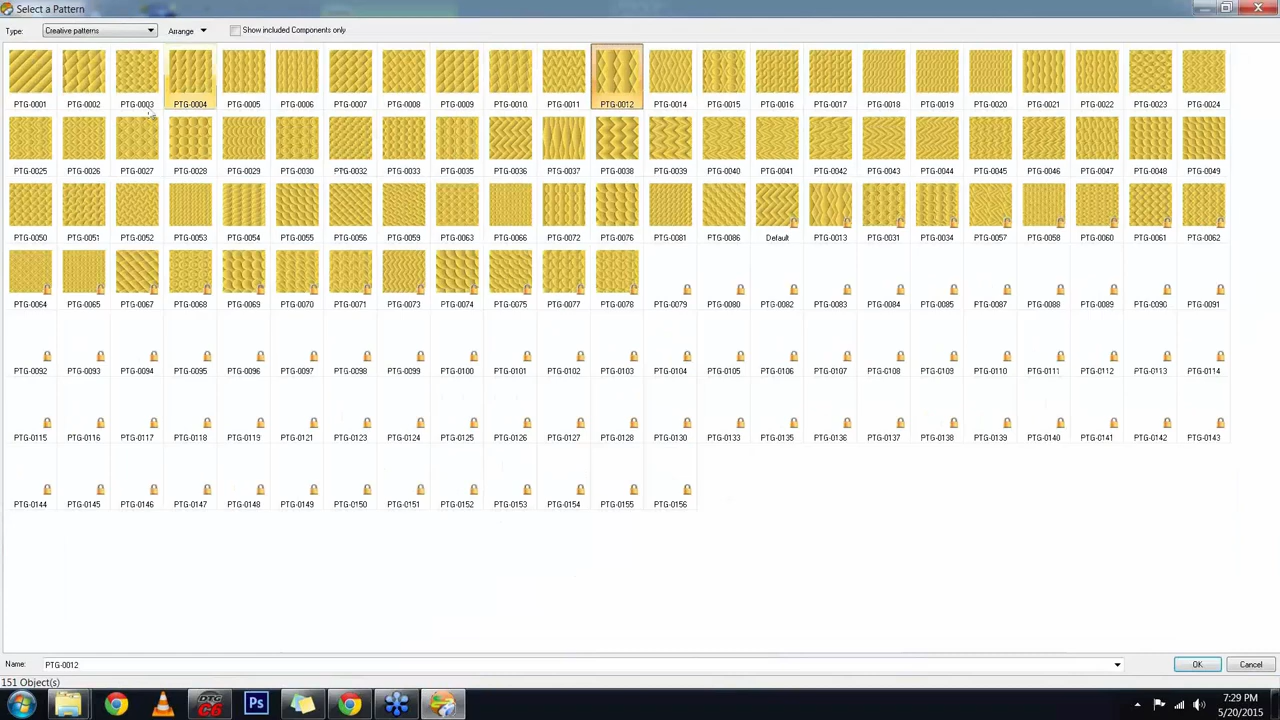 Select a Pattern
Type: Creative patterns Arrange Show included Components only
PTG-0001 PTG-0002 PTG-0003 PTG-0004 PTG-0005 PTG-0006 PTG-0007 PTG-0008 PTG-0009 PTG-0010 PTG-0011 PTG-0012 PTG-0014 PTG-0015 PTG-0016 PTG-0017 PTG-0018 PTG-0019 PTG-0020 PTG-0021 PTG-0022 PTG-0023 PTG-0024
PTG-0025 PTG-0026 PTG-0027 PTG-0028 PTG-0029 PTG-0030 PTG-0032 PTG-0033 PTG-0035 PTG-0036 PTG-0037 PTG-0038 PTG-0039 PTG-0040 PTG-0041 PTG-0042 PTG-0043 PTG-0044 PTG-0045 PTG-0046 PTG-0047 PTG-0048 PTG-0049
PTG-0050 PTG-0051 PTG-0052 PTG-0053 PTG-0054 PTG-0055 PTG-0056 PTG-0059 PTG-0063 PTG-0066 PTG-0072 PTG-0076 PTG-0081 PTG-0086 Default PTG-0013 PTG-0031 PTG-0034 PTG-0057 PTG-0058 PTG-0060 PTG-0061 PTG-0062
PTG-0064 PTG-0065 PTG-0067 PTG-0068 PTG-0069 PTG-0070 PTG-0071 PTG-0073 PTG-0074 PTG-0075 PTG-0077 PTG-0078 PTG-0079 PTG-0080 PTG-0082 PTG-0083 PTG-0084 PTG-0085 PTG-0087 PTG-0088 PTG-0089 PTG-0090 PTG-0091
PTG-0092 PTG-0093 PTG-0094 PTG-0095 PTG-0096 PTG-0097 PTG-0098 PTG-0099 PTG-0100 PTG-0101 PTG-0102 PTG-0103 PTG-0104 PTG-0105 PTG-0106 PTG-0107 PTG-0108 PTG-0109 PTG-0110 PTG-0111 PTG-0112 PTG-0113 PTG-0114
PTG-0115 PTG-0116 PTG-0117 PTG-0118 PTG-0119 PTG-0121 PTG-0123 PTG-0124 PTG-0125 PTG-0126 PTG-0127 PTG-0128 PTG-0130 PTG-0133 PTG-0135 PTG-0136 PTG-0137 PTG-0138 PTG-0139 PTG-0140 PTG-0141 PTG-0142 PTG-0143
PTG-0144 PTG-0145 PTG-0146 PTG-0147 PTG-0148 PTG-0149 PTG-0150 PTG-0151 PTG-0152 PTG-0153 PTG-0154 PTG-0155 PTG-0156
Name: PTG-0012 OK Cancel
151 Object(s)
DTG
C6
Ps
7:29 PM
5/20/2015